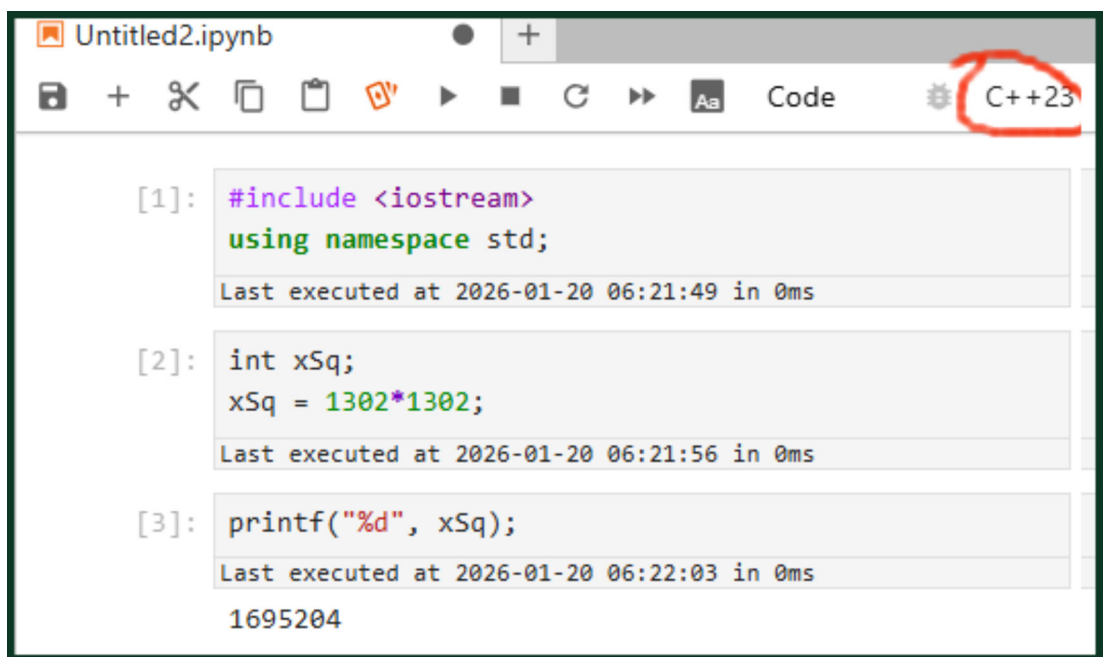 Untitled2.ipynb
Aa Code C++23
[1]: #include <iostream>
using namespace std;
Last executed at 2026-01-20 06:21:49 in 0ms
[2]: int xSq;
xSq = 1302*1302;
Last executed at 2026-01-20 06:21:56 in 0ms
[3]: printf("%d", xSq);
Last executed at 2026-01-20 06:22:03 in 0ms
1695204